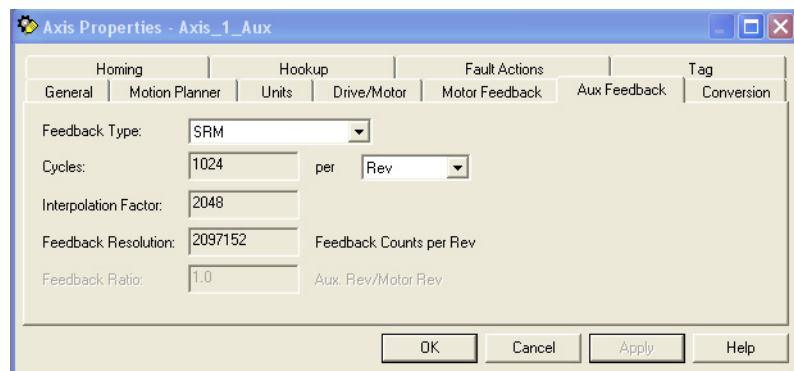 Axis Properties - Axis_1_Aux
Homing Hookup Fault Actions Tag
General Motion Planner Units Drive/Motor Motor Feedback Aux Feedback Conversion
Feedback Type: SRM
Cycles: 1024 per Rev
Interpolation Factor: 2048
Feedback Resolution: 2097152 Feedback Counts per Rev
Feedback Ratio: 1.0 Aux. Rev/Motor Rev
OK Cancel Apply Help